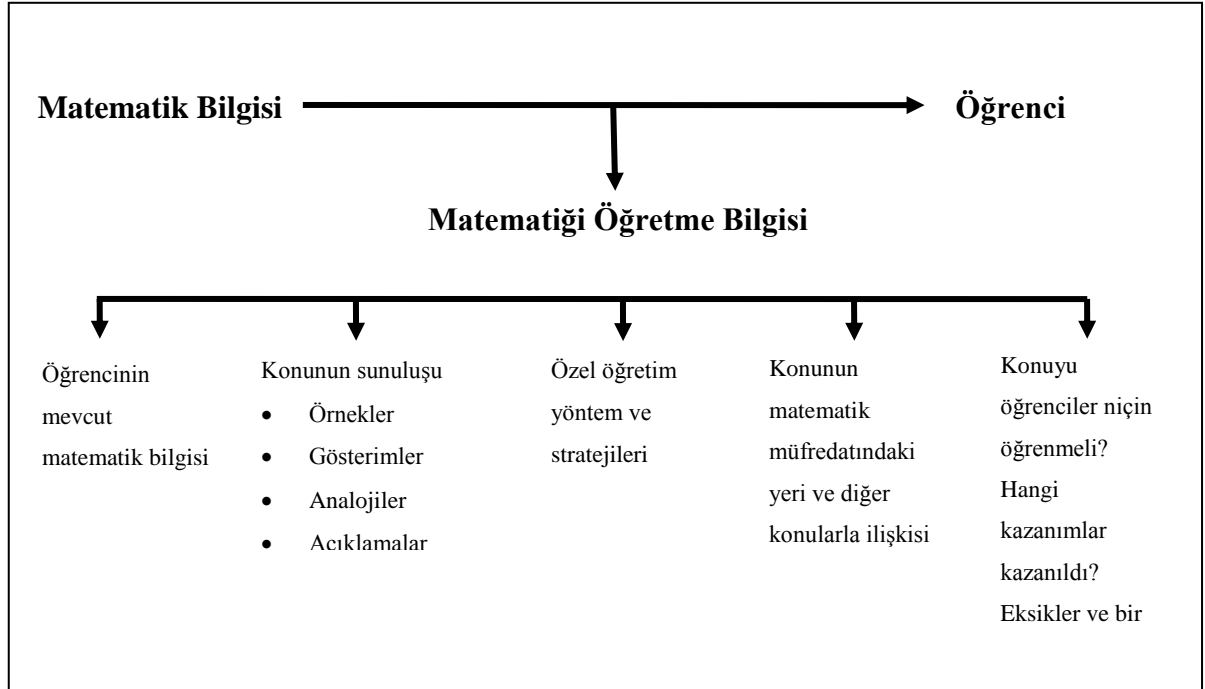 Matematik Bilgisi
Öğrenci
Matematiği Öğretme Bilgisi
Öğrencinin
mevcut
matematik bilgisi
Konunun sunuluşu
• Örnekler
• Gösterimler
• Analojiler
• Açıklamalar
Özel öğretim
yöntem ve
stratejileri
Konunun
matematik
müfredatındaki
yeri ve diğer
konularla ilişkisi
Konuyu
öğrenciler niçin
öğrenmeli?
Hangi
kazanımlar
kazanıldı?
Eksikler ve bir